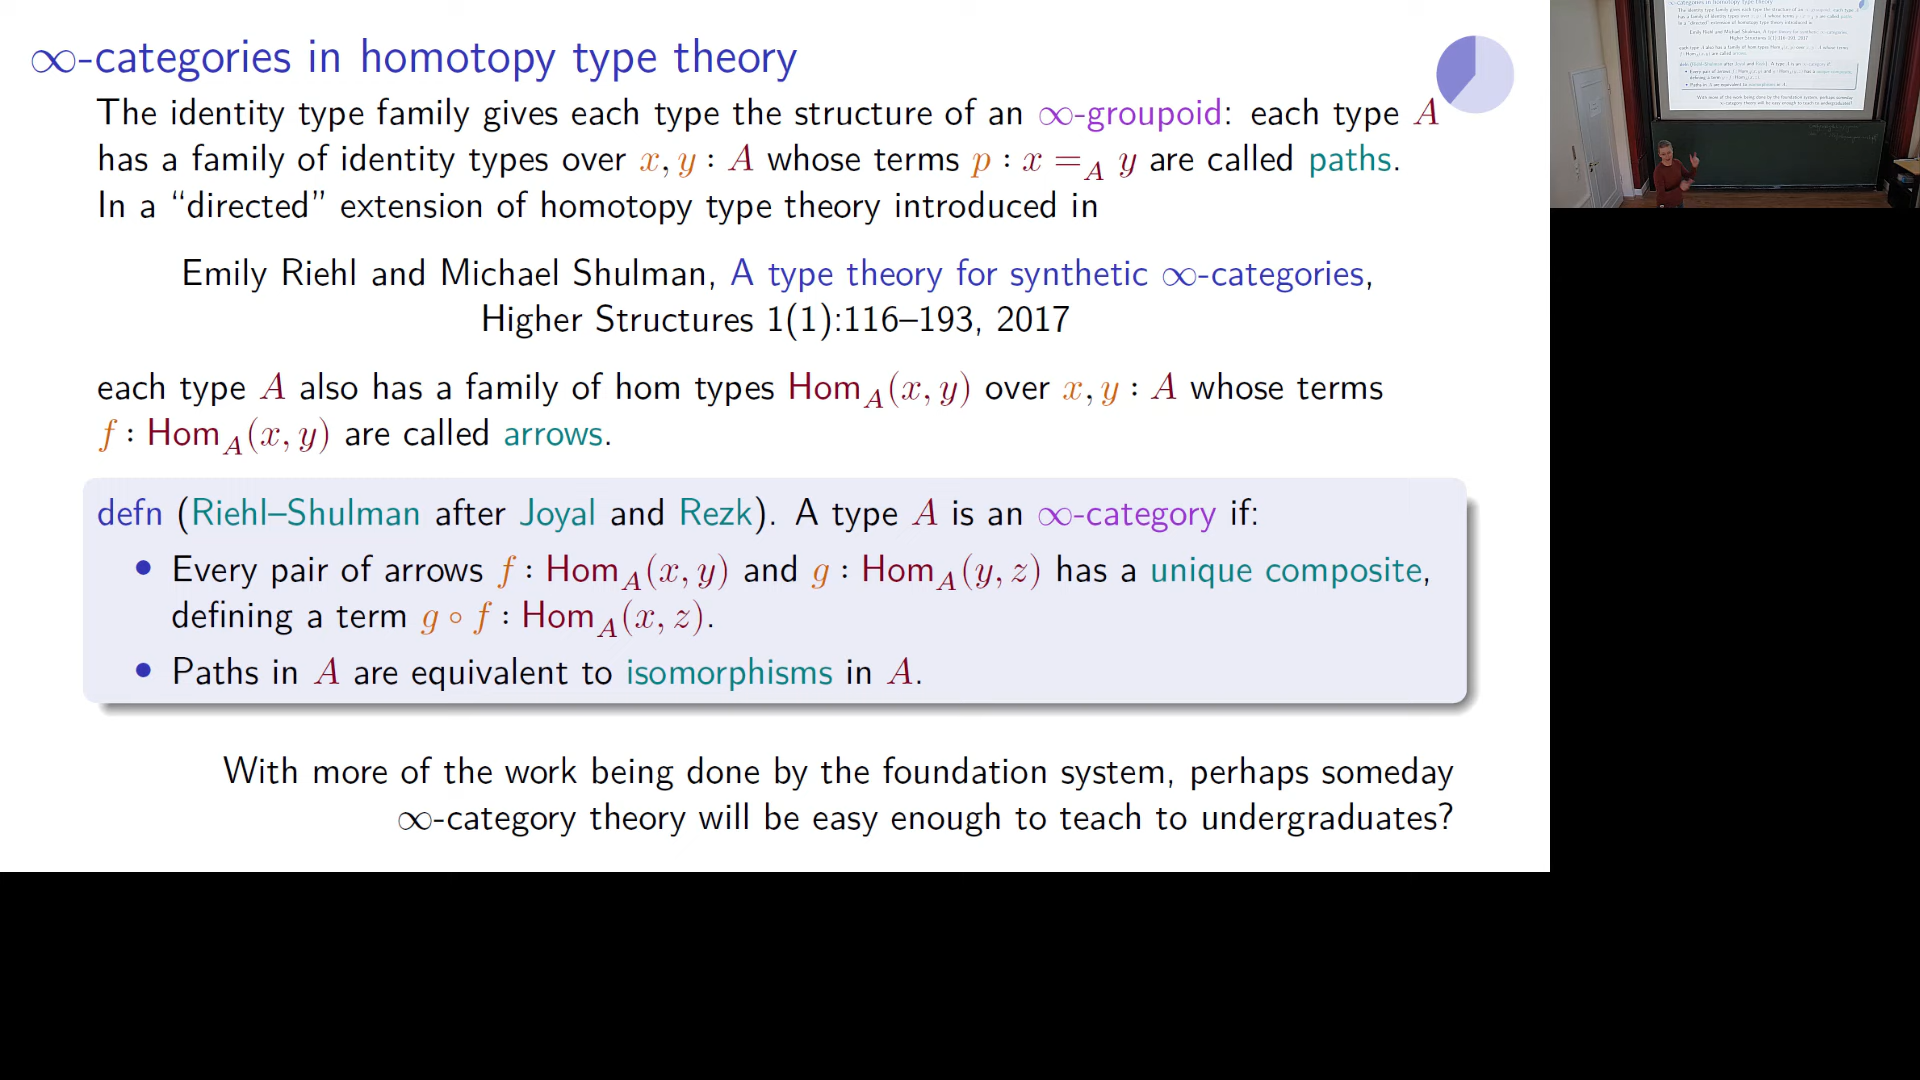 ∞-categories in homotopy type theory
The identity type family gives each type the structure of an ∞-groupoid: each type A
has a family of identity types over x, y : A whose terms p : x =_A y are called paths.
In a “directed” extension of homotopy type theory introduced in
Emily Riehl and Michael Shulman, A type theory for synthetic ∞-categories,
Higher Structures 1(1):116–193, 2017
each type A also has a family of hom types Hom_A(x, y) over x, y : A whose terms
f : Hom_A(x, y) are called arrows.
defn (Riehl–Shulman after Joyal and Rezk). A type A is an ∞-category if:
• Every pair of arrows f : Hom_A(x, y) and g : Hom_A(y, z) has a unique composite,
defining a term g ∘ f : Hom_A(x, z).
• Paths in A are equivalent to isomorphisms in A.
With more of the work being done by the foundation system, perhaps someday
∞-category theory will be easy enough to teach to undergraduates?